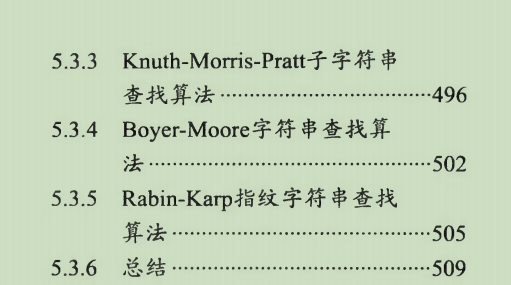 5.3.3 Knuth-Morris-Pratt子字符串
查找算法 ································496
5.3.4 Boyer-Moore字符串查找算
法 ···········································502
5.3.5 Rabin-Karp指纹字符串查找
算法 ·······································505
5.3.6 总结 ·······································509